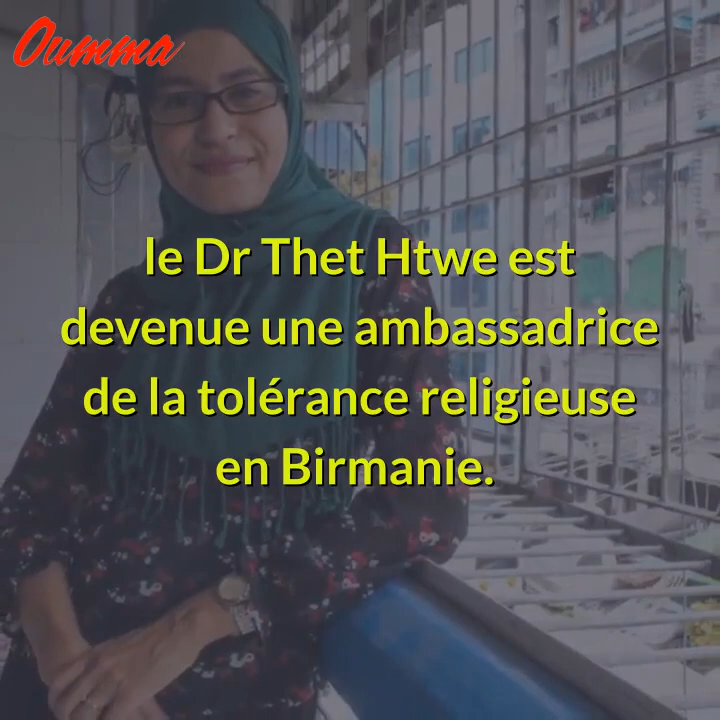 Oumma
le Dr Thet Htwe est
devenue une ambassadrice
de la tolérance religieuse
en Birmanie.